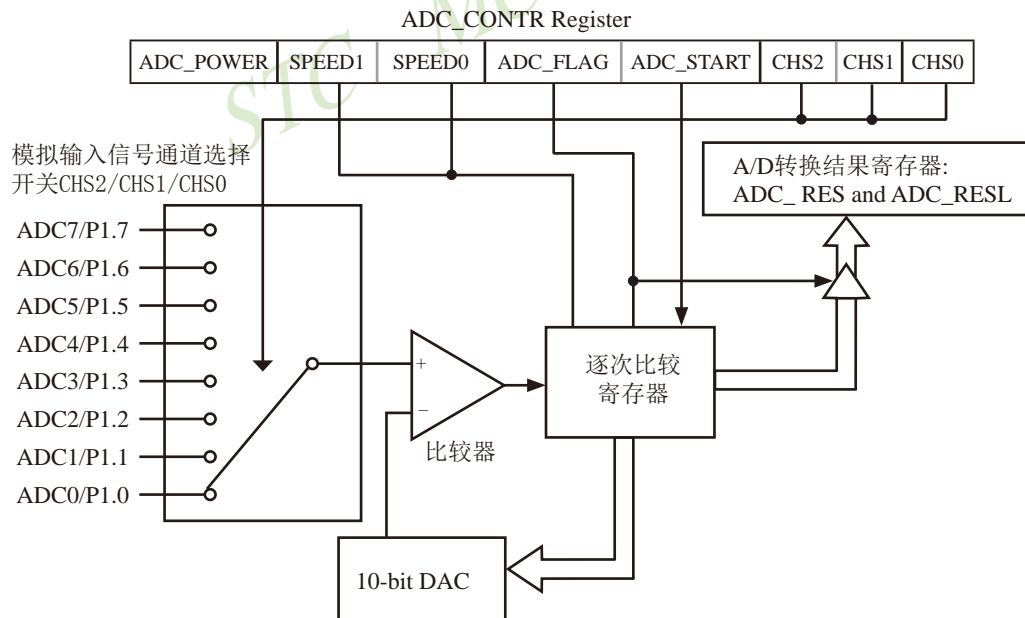 ADC_CONTR Register
ADC_POWER SPEED1 SPEED0 ADC_FLAG ADC_START CHS2 CHS1 CHS0
STC MC
模拟输入信号通道选择
开关CHS2/CHS1/CHS0
A/D转换结果寄存器:
ADC_ RES and ADC_RESL
ADC7/P1.7
ADC6/P1.6
ADC5/P1.5
ADC4/P1.4
ADC3/P1.3
ADC2/P1.2
ADC1/P1.1
ADC0/P1.0
+
−
比较器
逐次比较
寄存器
10-bit DAC